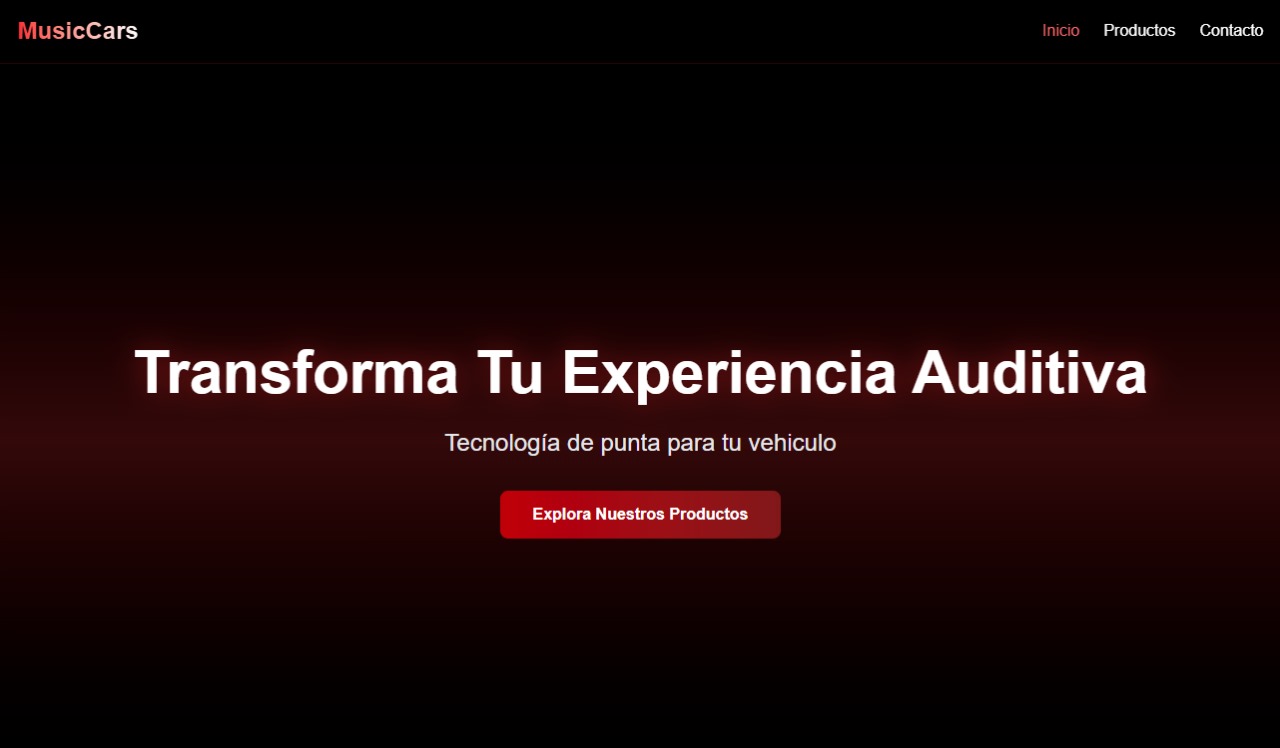 MusicCars
Inicio Productos Contacto
Transforma Tu Experiencia Auditiva
Tecnología de punta para tu vehiculo
Explora Nuestros Productos